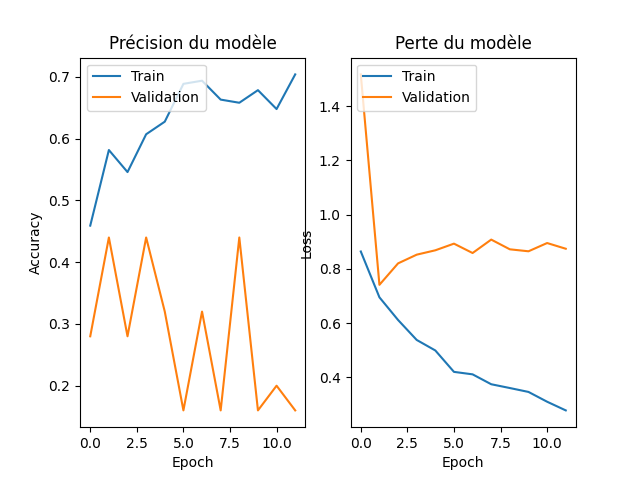 Précision du modèle
Train
Validation
0.7
0.6
0.5
0.4
0.3
0.2
Accuracy
0.0 2.5 5.0 7.5 10.0
Epoch
Perte du modèle
Train
Validation
1.4
1.2
1.0
0.8
0.6
0.4
Loss
0.0 2.5 5.0 7.5 10.0
Epoch